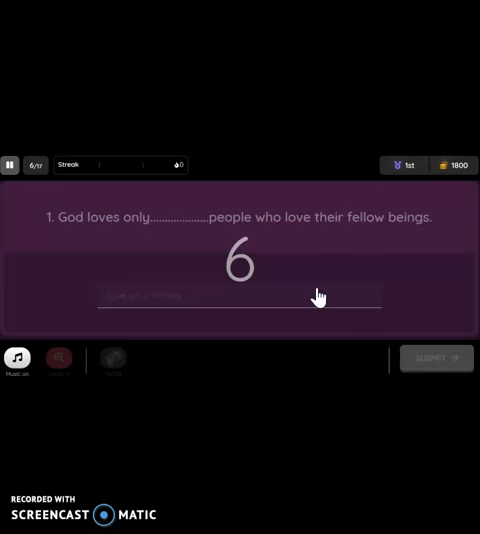 6/17
Streak
0
1st
1800
1. God loves only....................people who love their fellow beings.
6
Type your answer...
Music on
SUBMIT →
RECORDED WITH
SCREENCAST MATIC